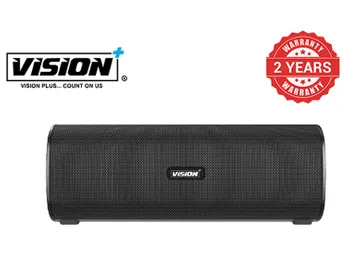 VISION+
®
VISION PLUS... COUNT ON US
WARRANTY
2 YEARS
WARRANTY
VISION+